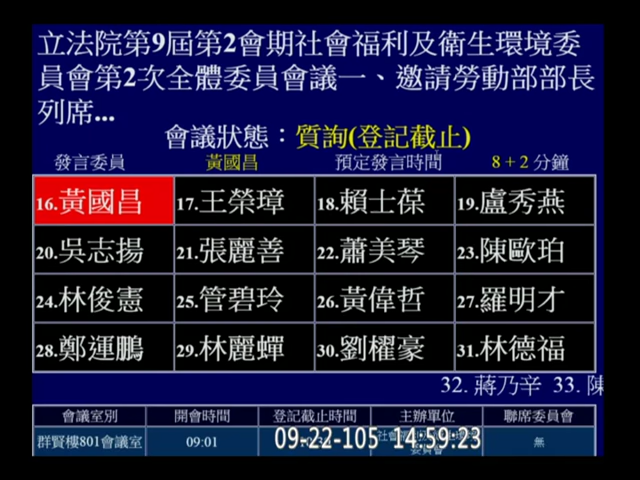 立法院第9屆第2會期社會福利及衛生環境委
員會第2次全體委員會議一、邀請勞動部部長
列席...
會議狀態：質詢(登記截止)
發言委員 黃國昌 預定發言時間 8 + 2 分鐘
16.黃國昌 17.王榮璋 18.賴士葆 19.盧秀燕
20.吳志揚 21.張麗善 22.蕭美琴 23.陳歐珀
24.林俊憲 25.管碧玲 26.黃偉哲 27.羅明才
28.鄭運鵬 29.林麗蟬 30.劉櫂豪 31.林德福
32. 蔣乃辛 33. 陳
會議室別 開會時間 登記截止時間 主辦單位 聯席委員會
群賢樓801會議室 09:01 無
09-22-105 14:59:23